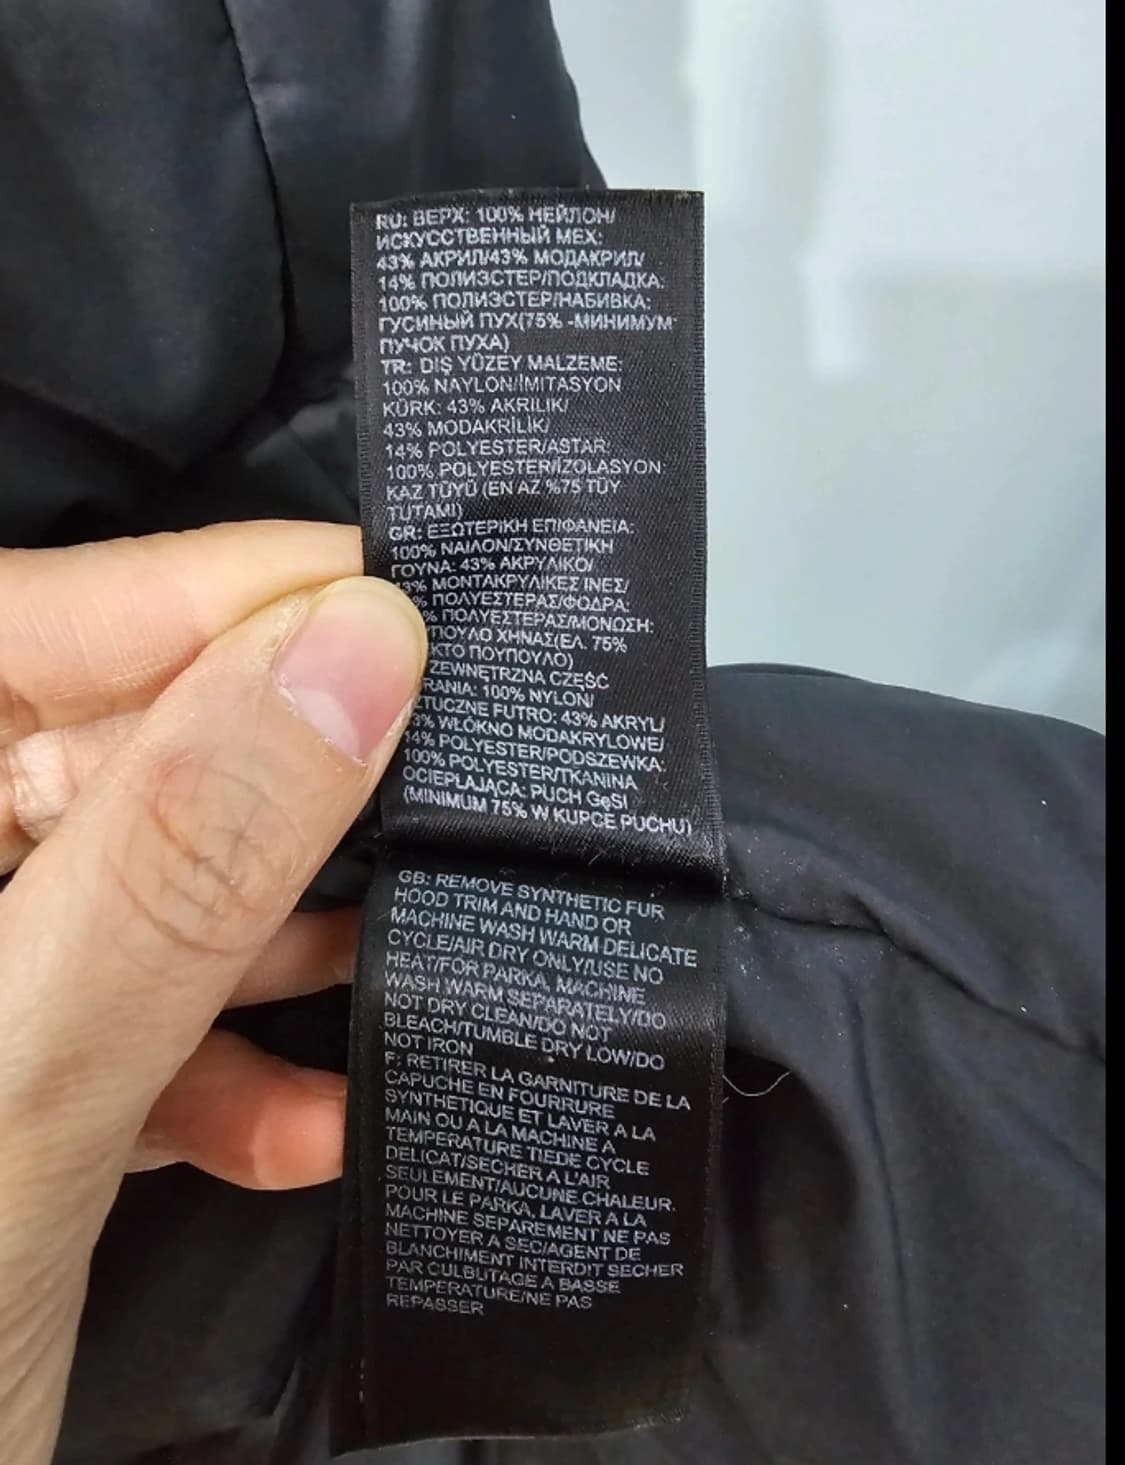 RU: ВЕРХ: 100% НЕЙЛОН/
ИСКУССТВЕННЫЙ МЕХ:
43% АКРИЛ/43% МОДАКРИЛ/
14% ПОЛИЭСТЕР/ПОДКЛАДКА:
100% ПОЛИЭСТЕР/НАБИВКА:
ГУСИНЫЙ ПУХ(75% -МИНИМУМ"
ПУЧОК ПУХА)
TR: DIŞ YÜZEY MALZEME:
100% NAYLON/İMITASYON
KÜRK: 43% AKRILIK/
43% MODAKRİLİK/
14% POLYESTER/ASTAR:
100% POLYESTER/İZOLASYON:
KAZ TÜYÜ (EN AZ %75 TÜY
TUTAMI)
GR: ΕΞΩΤΕΡΙΚΗ ΕΠΙΦΑΝΕΙΑ:
100% ΝΑΙΛΟΝ/ΣΥΝΘΕΤΙΚΗ
ΓΟΥΝΑ: 43% ΑΚΡΥΛΙΚΟ/
3% ΜΟΝΤΑΚΡΥΛΙΚΕΣ ΙΝΕΣ/
% ΠΟΛΥΕΣΤΕΡΑΣ/ΦΟΔΡΑ:
% ΠΟΛΥΕΣΤΕΡΑΣ/ΜΟΝΩΣΗ:
ΠΟΥΛΟ ΧΗΝΑΣ(ΕΛ. 75%
ΚΤΟ ΠΟΥΠΟΥΛΟ)
ZEWNĘTRZNA CZĘŚĆ
RANIA: 100% NYLON/
ZTUCZNE FUTRO: 43% AKRYL/
3% WŁÓKNO MODAKRYLOWE/
14% POLYESTER/PODSZEWKA:
100% POLYESTER/TKANINA
OCIEPLAJĄCA: PUCH GęSI
(MINIMUM 75% W KUPCE PUCHU)
GB: REMOVE SYNTHETIC FUR
HOOD TRIM AND HAND OR
MACHINE WASH WARM DELICATE
CYCLE/AIR DRY ONLY/USE NO
HEAT/FOR PARKA, MACHINE
WASH WARM SEPARATELY/DO
NOT DRY CLEAN/DO NOT
BLEACH/TUMBLE DRY LOW/DO
NOT IRON
F: RETIRER LA GARNITURE DE LA
CAPUCHE EN FOURRURE
SYNTHETIQUE ET LAVER A LA
MAIN OU A LA MACHINE A
TEMPERATURE TIEDE CYCLE
DELICAT/SECHER A L'AIR
SEULEMENT/AUCUNE CHALEUR.
POUR LE PARKA, LAVER A LA
MACHINE SEPAREMENT NE PAS
NETTOYER A SEC/AGENT DE
BLANCHIMENT INTERDIT SECHER
PAR CULBUTAGE A BASSE
TEMPERATURE/NE PAS
REPASSER